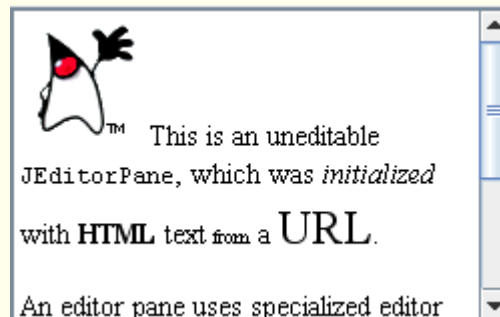 TM This is an uneditable
JEditorPane, which was initialized
with HTML text from a URL.
An editor pane uses specialized editor